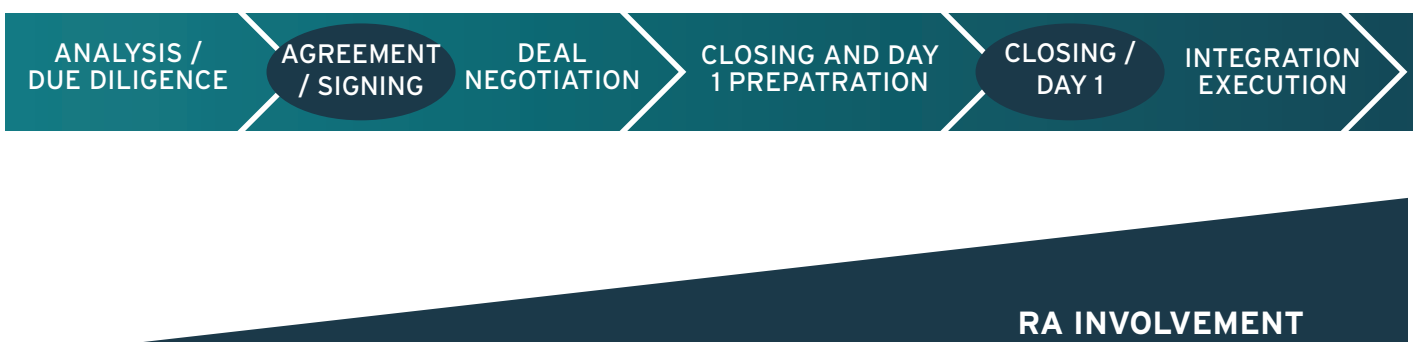 ANALYSIS /
DUE DILIGENCE
AGREEMENT
/ SIGNING
DEAL
NEGOTIATION
CLOSING AND DAY
1 PREPATRATION
CLOSING /
DAY 1
INTEGRATION
EXECUTION
RA INVOLVEMENT